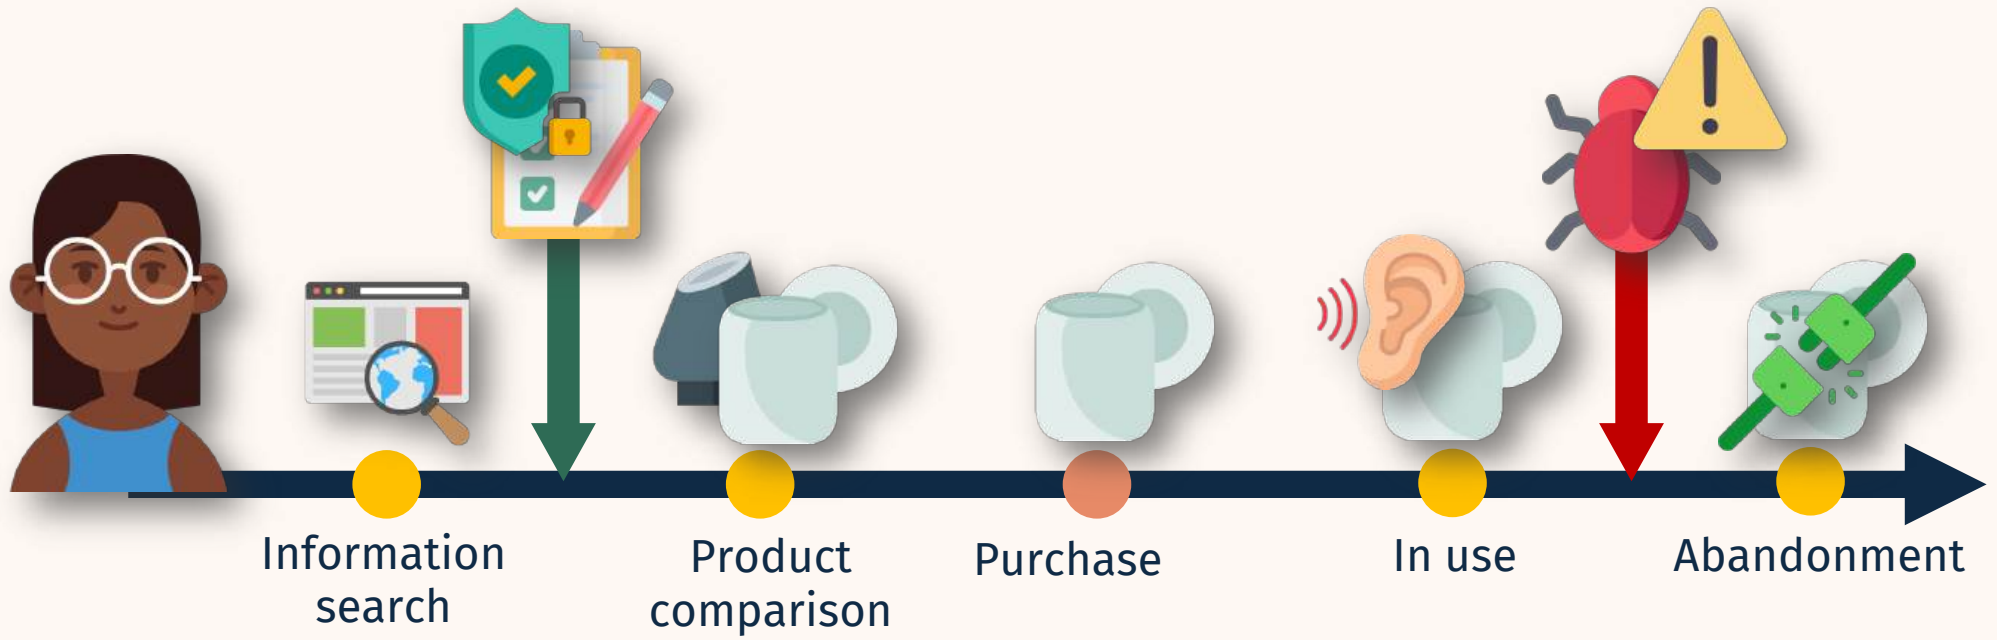 Information
search
Product
comparison
Purchase
In use
Abandonment